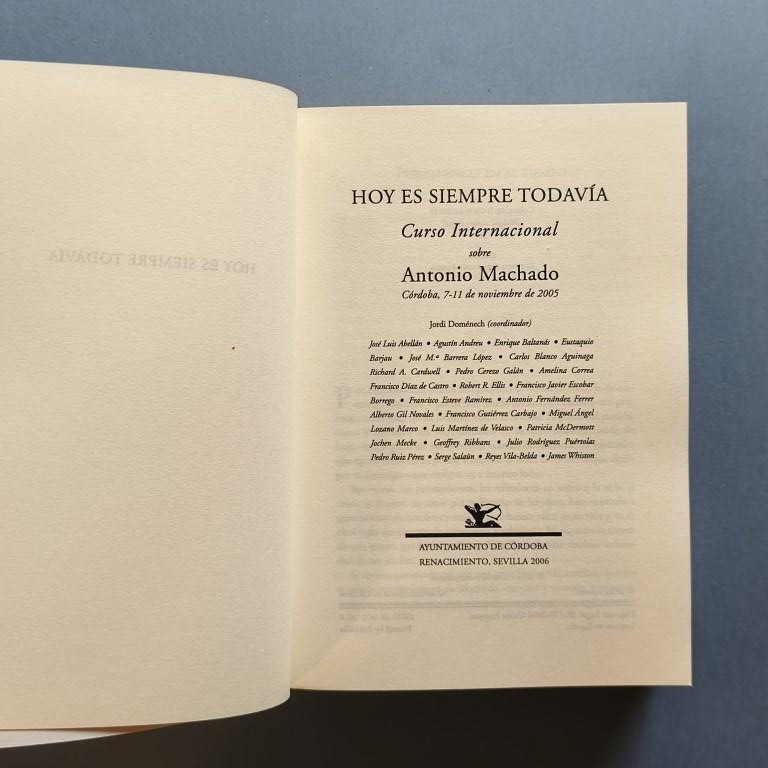 HOY ES SIEMPRE TODAVÍA
HOY ES SIEMPRE TODAVÍA
Curso Internacional
sobre
Antonio Machado
Córdoba, 7-11 de noviembre de 2005
Jordi Doménech (coordinador)
José Luis Abellán • Agustín Andreu • Enrique Baltanás • Eustaquio
Barjau • José M.ª Barrera López • Carlos Blanco Aguinaga
Richard A. Cardwell • Pedro Cerezo Galán • Amelina Correa
Francisco Díaz de Castro • Robert R. Ellis • Francisco Javier Escobar
Borrego • Francisco Esteve Ramírez • Antonio Fernández Ferrer
Alberto Gil Novales • Francisco Gutiérrez Carbajo • Miguel Ángel
Lozano Marco • Luis Martínez de Velasco • Patricia McDermott
Jochen Mecke • Geoffrey Ribbans • Julio Rodríguez Puértolas
Pedro Ruiz Pérez • Serge Salaün • Reyes Vila-Belda • James Whiston
AYUNTAMIENTO DE CÓRDOBA
RENACIMIENTO, SEVILLA 2006